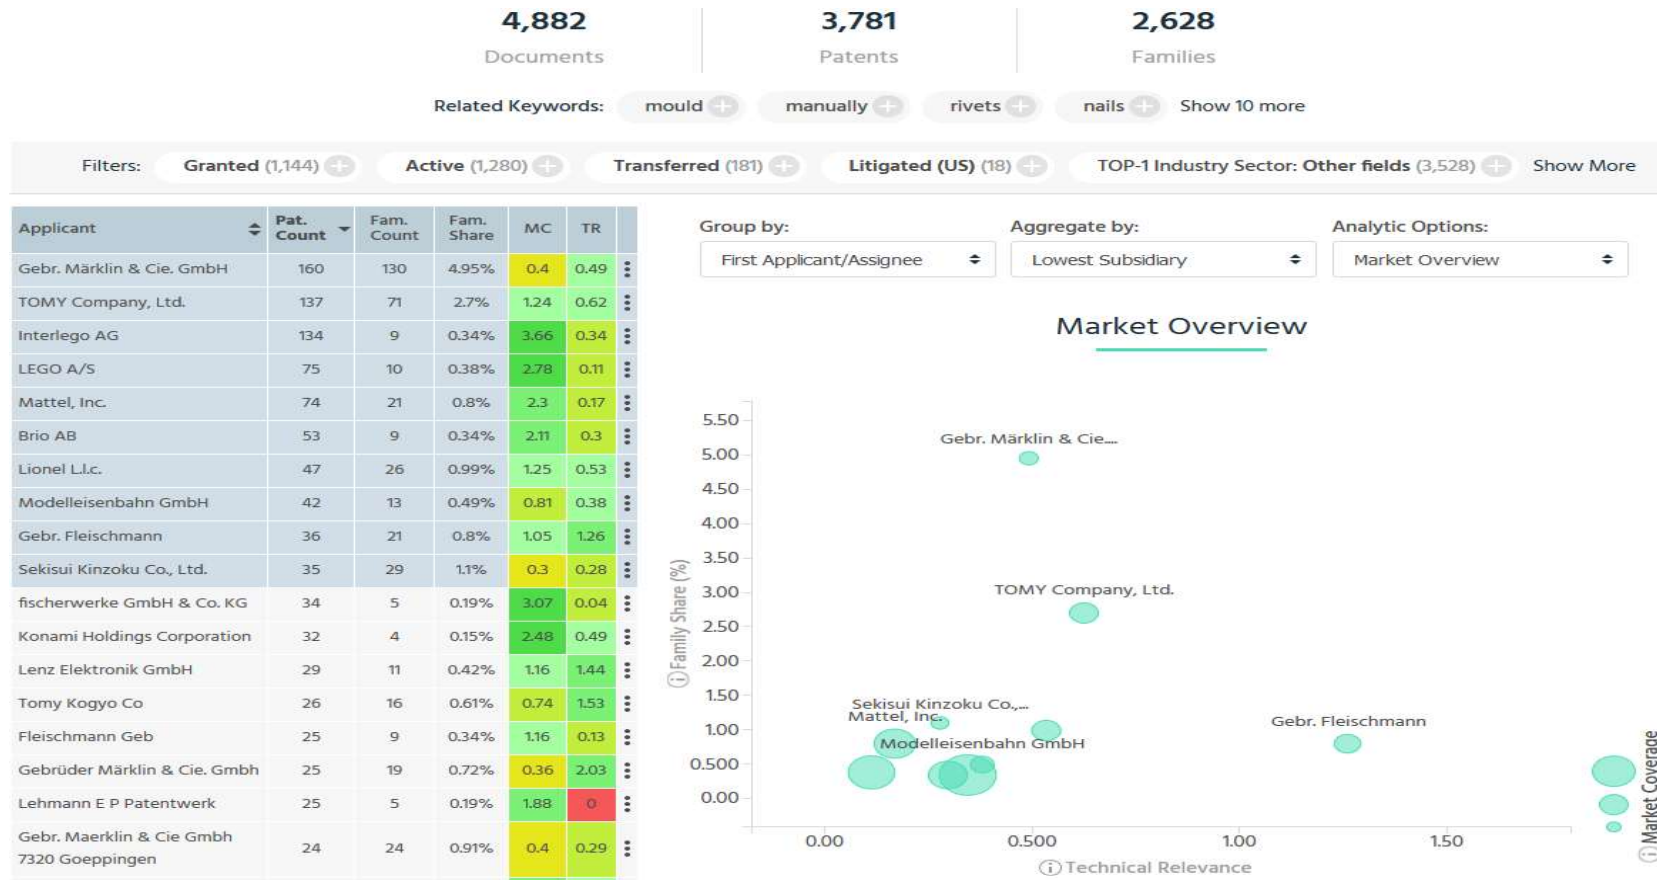 4,882 3,781 2,628
Documents Patents Families
Related Keywords: mould manually rivets nails Show 10 more
Filters: Granted (1,144) Active (1,280) Transferred (181) Litigated (US) (18) TOP-1 Industry Sector: Other fields (3,528) Show More
Applicant Pat. Count Fam. Count Fam. Share MC TR
Gebr. Märklin & Cie. GmbH 160 130 4.95% 0.4 0.49
TOMY Company, Ltd. 137 71 2.7% 1.24 0.62
Interlego AG 134 9 0.34% 3.66 0.34
LEGO A/S 75 10 0.38% 2.78 0.11
Mattel, Inc. 74 21 0.8% 2.3 0.17
Brio AB 53 9 0.34% 2.11 0.3
Lionel L.l.c. 47 26 0.99% 1.25 0.53
Modelleisenbahn GmbH 42 13 0.49% 0.81 0.38
Gebr. Fleischmann 36 21 0.8% 1.05 1.26
Sekisui Kinzoku Co., Ltd. 35 29 1.1% 0.3 0.28
fischerwerke GmbH & Co. KG 34 5 0.19% 3.07 0.04
Konami Holdings Corporation 32 4 0.15% 2.48 0.49
Lenz Elektronik GmbH 29 11 0.42% 1.16 1.44
Tomy Kogyo Co 26 16 0.61% 0.74 1.53
Fleischmann Geb 25 9 0.34% 1.16 0.13
Gebrüder Märklin & Cie. Gmbh 25 19 0.72% 0.36 2.03
Lehmann E P Patentwerk 25 5 0.19% 1.88 0
Gebr. Maerklin & Cie Gmbh
7320 Goeppingen 24 24 0.91% 0.4 0.29
Group by: Aggregate by: Analytic Options:
First Applicant/Assignee Lowest Subsidiary Market Overview
Market Overview
5.50
5.00
4.50
4.00
3.50
3.00
2.50
2.00
1.50
1.00
0.500
0.00
Family Share (%)
Gebr. Märklin & Cie....
TOMY Company, Ltd.
Sekisui Kinzoku Co.,...
Mattel, Inc.
Gebr. Fleischmann
Modelleisenbahn GmbH
0.00 0.500 1.00 1.50
Technical Relevance
Market Coverage